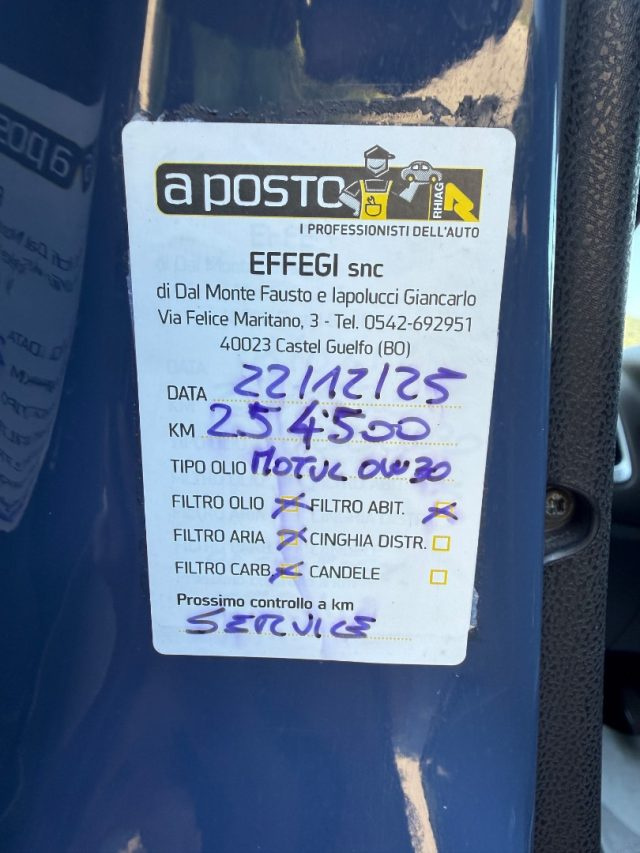 a posto
RHIAG
I PROFESSIONISTI DELL'AUTO
EFFEGI snc
di Dal Monte Fausto e Iapolucci Giancarlo
Via Felice Maritano, 3 - Tel. 0542-692951
40023 Castel Guelfo (BO)
DATA 22/12/25
KM 254500
TIPO OLIO MOTUL 0W30
FILTRO OLIO FILTRO ABIT.
FILTRO ARIA CINGHIA DISTR.
FILTRO CARB. CANDELE
Prossimo controllo a km
SERVICE